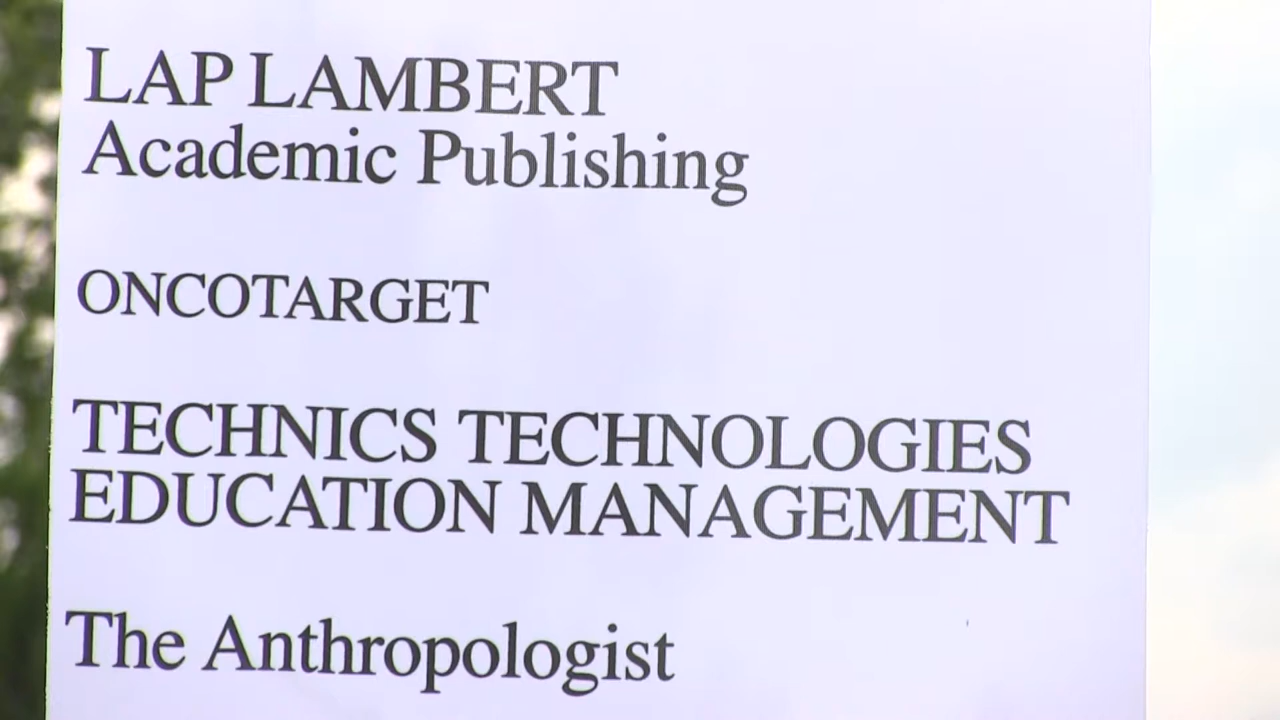 LAP LAMBERT
Academic Publishing
ONCOTARGET
TECHNICS TECHNOLOGIES
EDUCATION MANAGEMENT
The Anthropologist